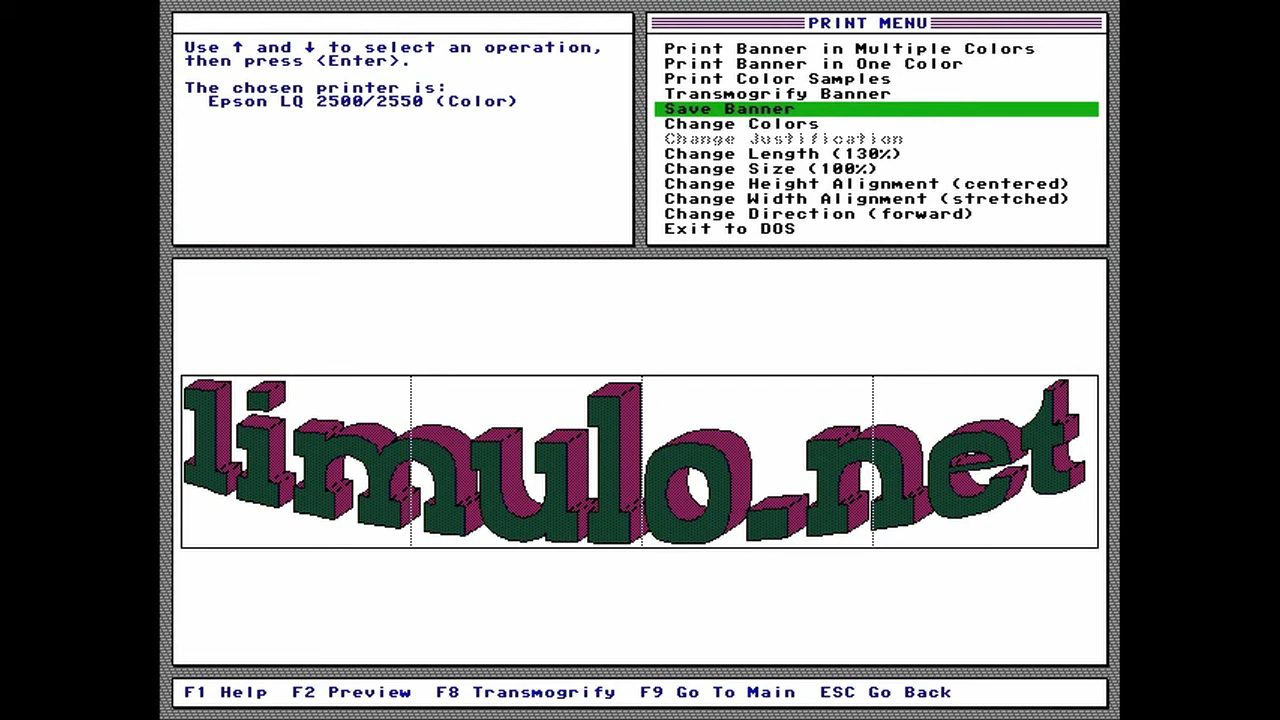 Use ↑ and ↓ to select an operation,
then press <Enter>.
The chosen printer is:
Epson LQ 2500/2550 (Color)
PRINT MENU
Print Banner in Multiple Colors
Print Banner in One Color
Print Color Samples
Transmogrify Banner
Save Banner
Change Colors
Change Justification
Change Length (130%)
Change Size (100%)
Change Height Alignment (centered)
Change Width Alignment (stretched)
Change Direction (forward)
Exit to DOS
limulo.net
F1 Help F2 Preview F8 Transmogrify F9 Go To Main ESC Go Back